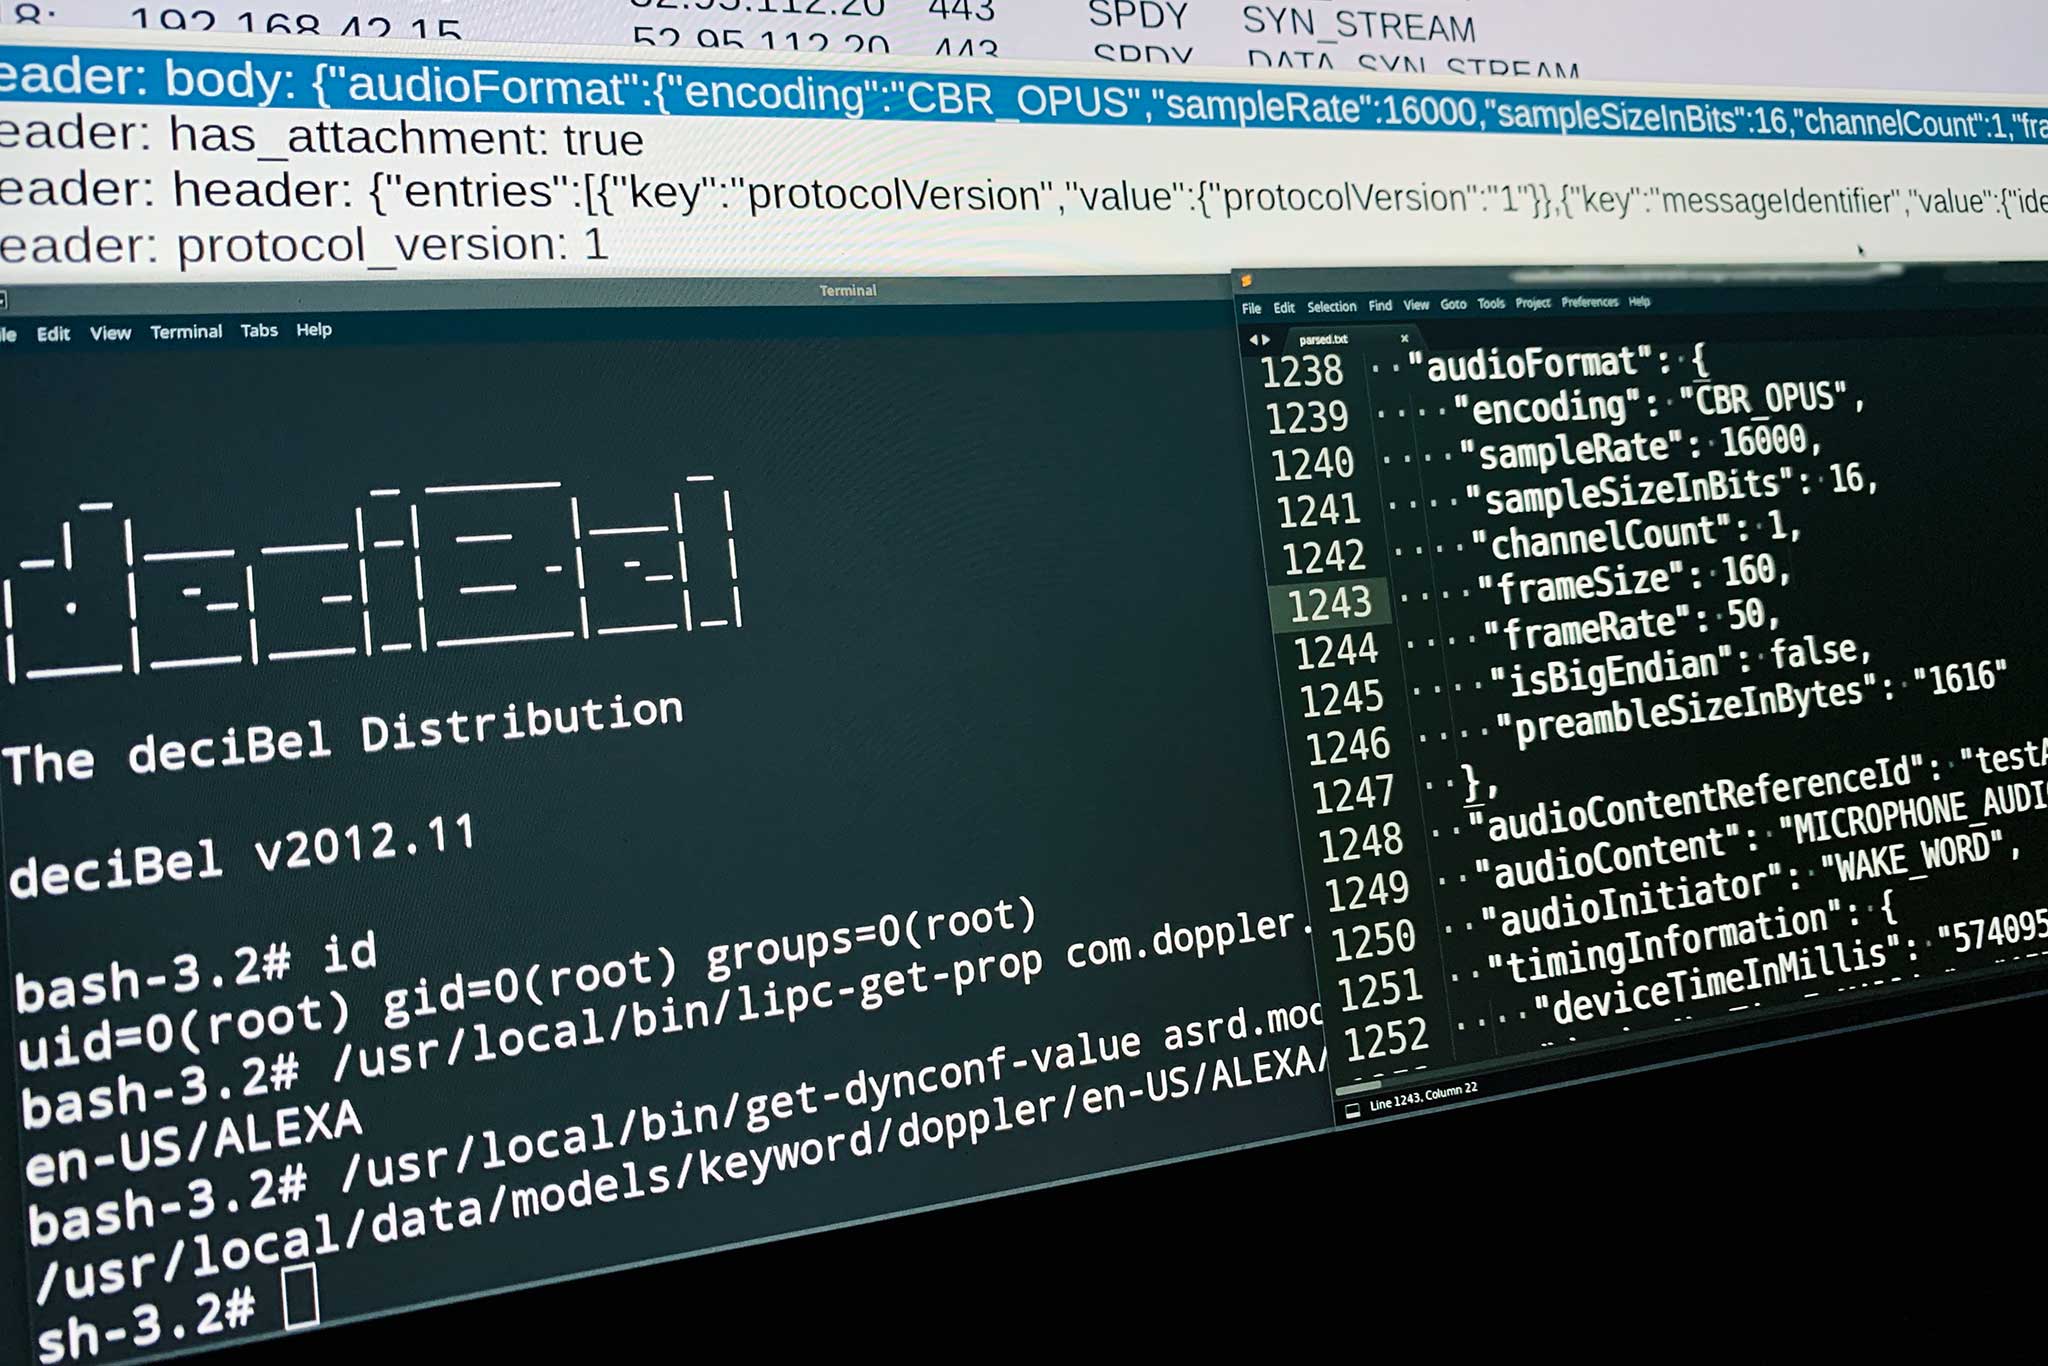 8: 192.168.42.15 52.95.112.20 443 SPDY SYN_STREAM
52.95.112.20 443 SPDY DATA_SYN_STREAM
eader: body: {"audioFormat":{"encoding":"CBR_OPUS","sampleRate":16000,"sampleSizeInBits":16,"channelCount":1,"fra
eader: has_attachment: true
eader: header: {"entries":[{"key":"protocolVersion","value":{"protocolVersion":"1"}},{"key":"messageIdentifier","value":{"ide
eader: protocol_version: 1
Terminal
le Edit View Terminal Tabs Help
The deciBel Distribution
deciBel v2012.11
bash-3.2# id
uid=0(root) gid=0(root) groups=0(root)
bash-3.2# /usr/local/bin/lipc-get-prop com.doppler.
en-US/ALEXA
bash-3.2# /usr/local/bin/get-dynconf-value asrd.mod
/usr/local/data/models/keyword/doppler/en-US/ALEXA/
sh-3.2#
File Edit Selection Find View Goto Tools Project Preferences Help
parsed.txt
1238 "audioFormat": {
1239 "encoding": "CBR_OPUS",
1240 "sampleRate": 16000,
1241 "sampleSizeInBits": 16,
1242 "channelCount": 1,
1243 "frameSize": 160,
1244 "frameRate": 50,
1245 "isBigEndian": false,
1246 "preambleSizeInBytes": "1616"
1247 },
1248 "audioContentReferenceId": "testA
1249 "audioContent": "MICROPHONE_AUDIO
1250 "audioInitiator": "WAKE_WORD",
1251 "timingInformation": {
1252 "deviceTimeInMillis": "574095
Line 1243, Column 22